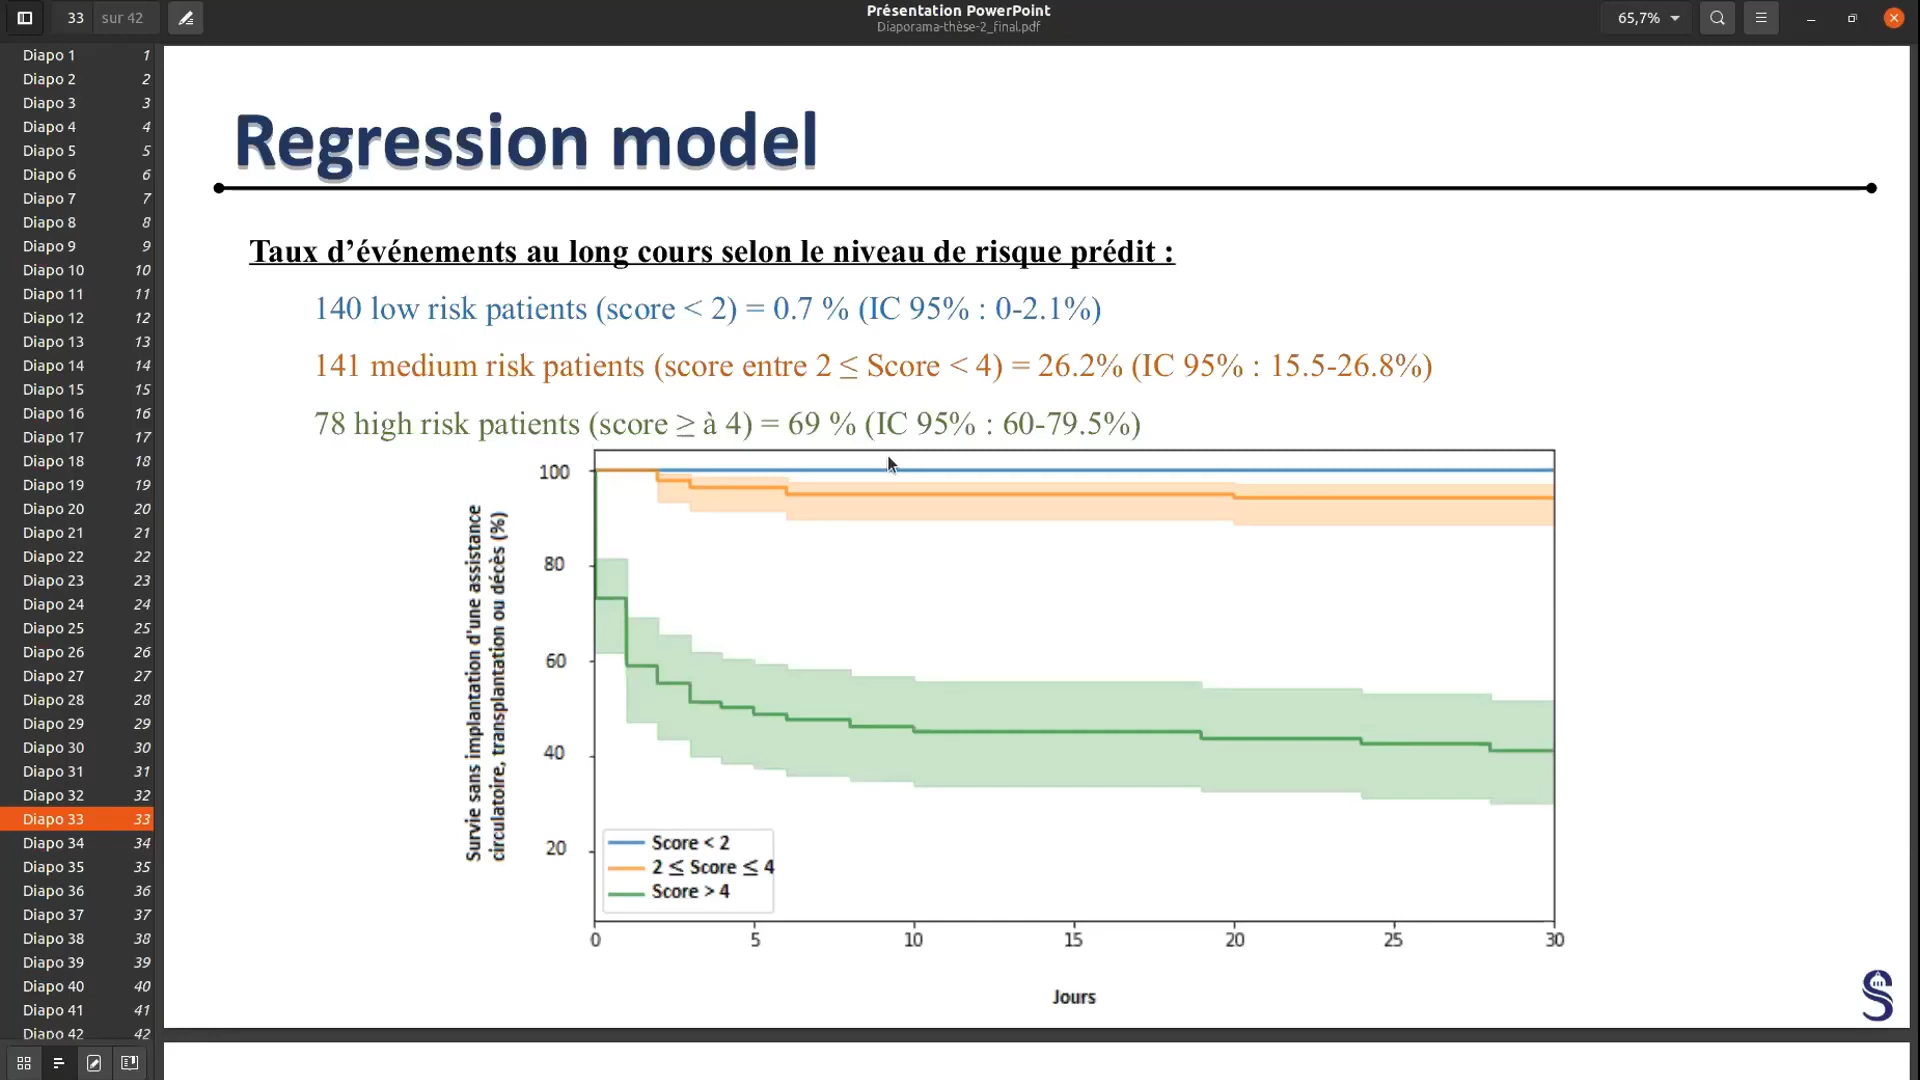 33 sur 42
Présentation PowerPoint
Diaporama-thèse-2_final.pdf
65,7%
Diapo 1 1
Diapo 2 2
Diapo 3 3
Diapo 4 4
Diapo 5 5
Diapo 6 6
Diapo 7 7
Diapo 8 8
Diapo 9 9
Diapo 10 10
Diapo 11 11
Diapo 12 12
Diapo 13 13
Diapo 14 14
Diapo 15 15
Diapo 16 16
Diapo 17 17
Diapo 18 18
Diapo 19 19
Diapo 20 20
Diapo 21 21
Diapo 22 22
Diapo 23 23
Diapo 24 24
Diapo 25 25
Diapo 26 26
Diapo 27 27
Diapo 28 28
Diapo 29 29
Diapo 30 30
Diapo 31 31
Diapo 32 32
Diapo 33 33
Diapo 34 34
Diapo 35 35
Diapo 36 36
Diapo 37 37
Diapo 38 38
Diapo 39 39
Diapo 40 40
Diapo 41 41
Diapo 42 42
Regression model
Taux d’événements au long cours selon le niveau de risque prédit :
140 low risk patients (score < 2) = 0.7 % (IC 95% : 0-2.1%)
141 medium risk patients (score entre 2 ≤ Score < 4) = 26.2% (IC 95% : 15.5-26.8%)
78 high risk patients (score ≥ à 4) = 69 % (IC 95% : 60-79.5%)
Survie sans implantation d'une assistance
circulatoire, transplantation ou décès (%)
100
80
60
40
20
Score < 2
2 ≤ Score ≤ 4
Score > 4
0 5 10 15 20 25 30
Jours